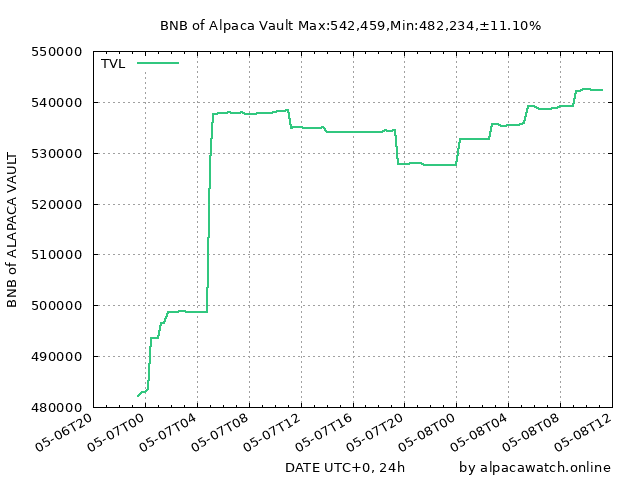 BNB of Alpaca Vault Max:542,459,Min:482,234,±11.10%
TVL
BNB of ALAPACA VAULT
550000
540000
530000
520000
510000
500000
490000
480000
05-06T20
05-07T00
05-07T04
05-07T08
05-07T12
05-07T16
05-07T20
05-08T00
05-08T04
05-08T08
05-08T12
DATE UTC+0, 24h
by alpacawatch.online